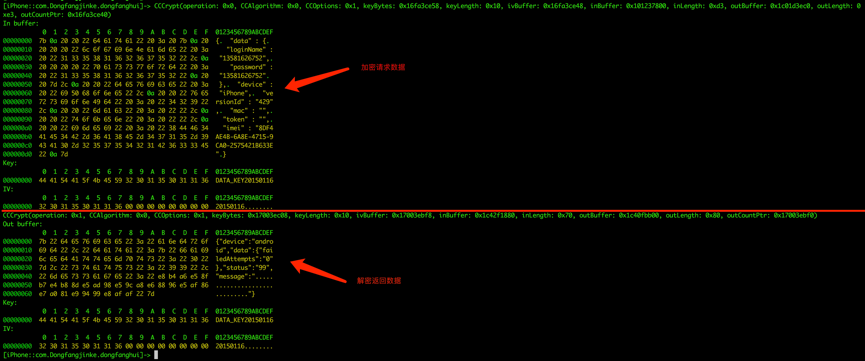 [iPhone::com.Dongfangjinke.dongfanghui]-> CCCrypt(operation: 0x0, CCAlgorithm: 0x0, CCOptions: 0x1, keyBytes: 0x16fa3ce58, keyLength: 0x10, ivBuffer: 0x16fa3ce48, inBuffer: 0x101237800, inLength: 0xd3, outBuffer: 0x1c01d3ec0, outLength: 0
xe3, outCountPtr: 0x16fa3ce40)
In buffer:
0 1 2 3 4 5 6 7 8 9 A B C D E F 0123456789ABCDEF
00000000 7b 0a 20 20 22 64 61 74 61 22 20 3a 20 7b 0a 20 {. "data" : {.
00000010 20 20 20 22 6c 6f 67 69 6e 4e 61 6d 65 22 20 3a "loginName" :
00000020 20 22 31 33 35 38 31 36 32 36 37 35 32 22 2c 0a "13581626752",.
00000030 20 20 20 20 22 70 61 73 73 77 6f 72 64 22 20 3a "password" :
00000040 20 22 31 33 35 38 31 36 32 36 37 35 32 22 0a 20 "13581626752".
00000050 20 7d 2c 0a 20 20 22 64 65 76 69 63 65 22 20 3a },. "device" :
00000060 20 22 69 50 68 6f 6e 65 22 2c 0a 20 20 22 76 65 "iPhone",. "ve
00000070 72 73 69 6f 6e 49 64 22 20 3a 20 22 34 32 39 22 rsionId" : "429"
00000080 2c 0a 20 20 22 6d 61 63 22 20 3a 20 22 22 2c 0a ,. "mac" : "",.
00000090 20 20 22 74 6f 6b 65 6e 22 20 3a 20 22 22 2c 0a "token" : "",.
000000a0 20 20 22 69 6d 65 69 22 20 3a 20 22 38 44 46 34 "imei" : "8DF4
000000b0 41 45 34 42 2d 36 41 38 45 2d 34 37 31 35 2d 39 AE4B-6A8E-4715-9
000000c0 43 41 30 2d 32 35 37 35 34 32 31 42 36 33 33 45 CA0-2575421B633E
000000d0 22 0a 7d ".}
Key:
0 1 2 3 4 5 6 7 8 9 A B C D E F 0123456789ABCDEF
00000000 44 41 54 41 5f 4b 45 59 32 30 31 35 30 31 31 36 DATA_KEY20150116
IV:
0 1 2 3 4 5 6 7 8 9 A B C D E F 0123456789ABCDEF
00000000 32 30 31 35 30 31 31 36 00 00 00 00 00 00 00 00 20150116........
加密请求数据
CCCrypt(operation: 0x1, CCAlgorithm: 0x0, CCOptions: 0x1, keyBytes: 0x17003ec08, keyLength: 0x10, ivBuffer: 0x17003ebf8, inBuffer: 0x1c42f1880, inLength: 0x70, outBuffer: 0x1c40fbb00, outLength: 0x80, outCountPtr: 0x17003ebf0)
Out buffer:
0 1 2 3 4 5 6 7 8 9 A B C D E F 0123456789ABCDEF
00000000 7b 22 64 65 76 69 63 65 22 3a 22 61 6e 64 72 6f {"device":"andro
00000010 69 64 22 2c 22 64 61 74 61 22 3a 7b 22 66 61 69 id","data":{"fai
00000020 6c 65 64 41 74 74 65 6d 70 74 73 22 3a 22 30 22 ledAttempts":"0"
00000030 7d 2c 22 73 74 61 74 75 73 22 3a 22 39 39 22 2c },"status":"99",
00000040 22 6d 65 73 73 61 67 65 22 3a 22 e8 b4 a6 e5 8f "message":".....
00000050 b7 e4 b8 8d e5 ad 98 e5 9c a8 e6 88 96 e5 af 86 ................
00000060 e7 a0 81 e9 94 99 e8 af af 22 7d ........."}
Key:
0 1 2 3 4 5 6 7 8 9 A B C D E F 0123456789ABCDEF
00000000 44 41 54 41 5f 4b 45 59 32 30 31 35 30 31 31 36 DATA_KEY20150116
IV:
0 1 2 3 4 5 6 7 8 9 A B C D E F 0123456789ABCDEF
00000000 32 30 31 35 30 31 31 36 00 00 00 00 00 00 00 00 20150116........
解密返回数据
[iPhone::com.Dongfangjinke.dongfanghui]->